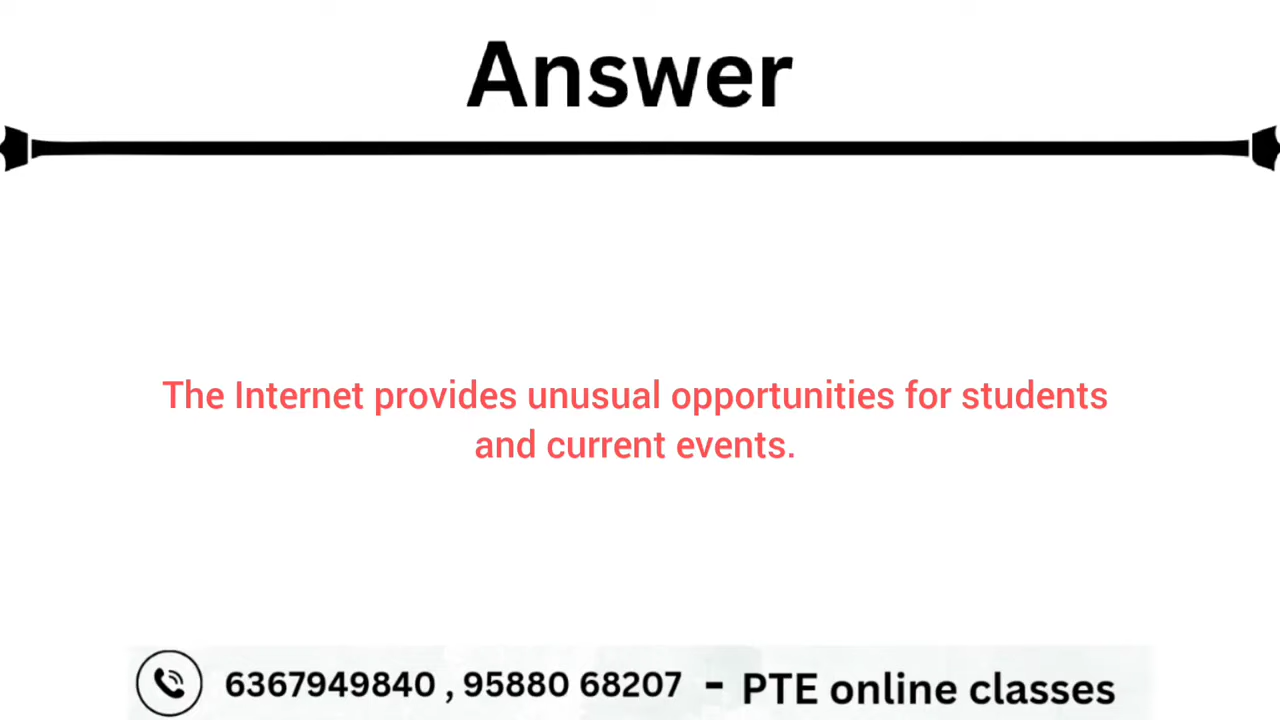 Answer
The Internet provides unusual opportunities for students
and current events.
6367949840 , 95880 68207 - PTE online classes